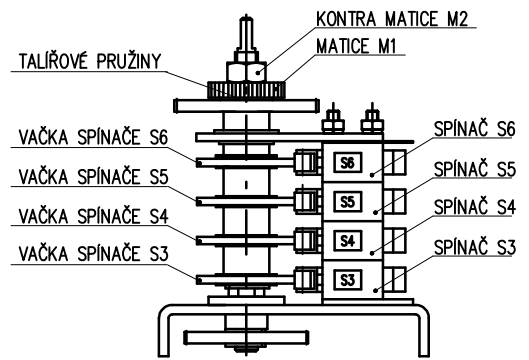 KONTRA MATICE M2
MATICE M1
TALÍŘOVÉ PRUŽINY
VAČKA SPÍNAČE S6
SPÍNAČ S6
S6
VAČKA SPÍNAČE S5
SPÍNAČ S5
S5
VAČKA SPÍNAČE S4
SPÍNAČ S4
S4
VAČKA SPÍNAČE S3
SPÍNAČ S3
S3